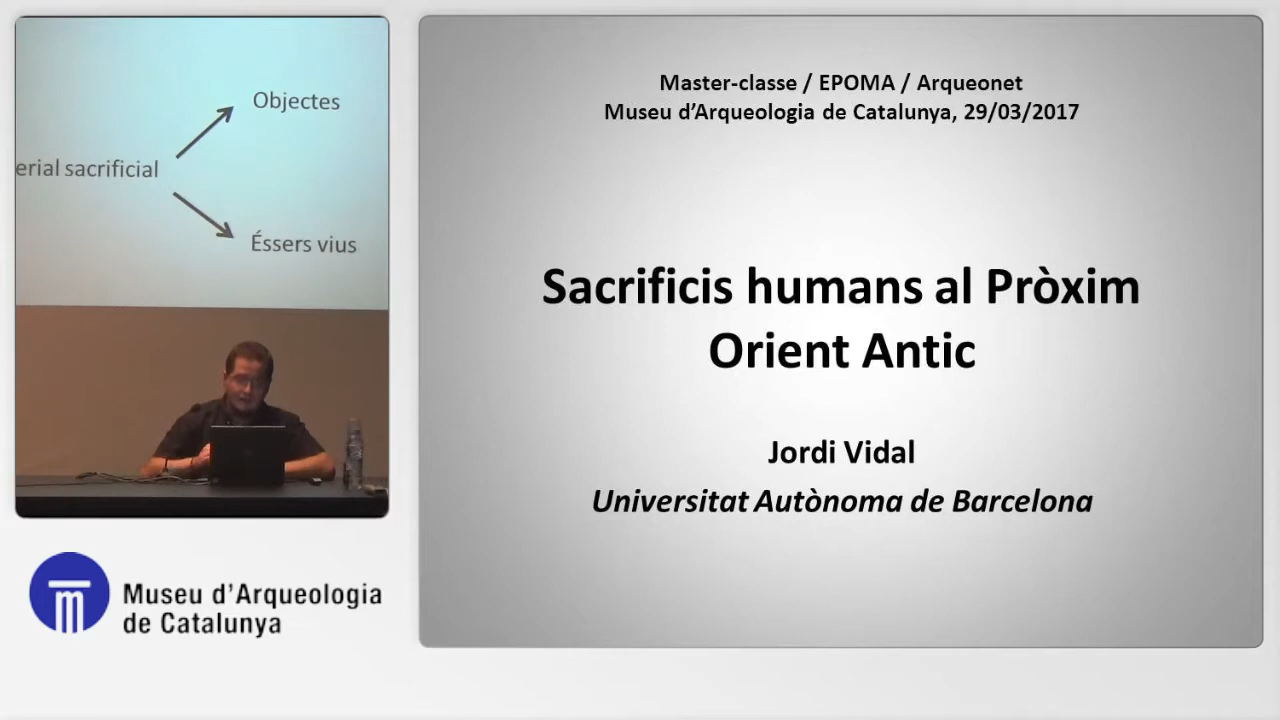 Objectes
sacrificial
Éssers vius
Museu d'Arqueologia
de Catalunya
Master-classe / EPOMA / Arqueonet
Museu d’Arqueologia de Catalunya, 29/03/2017
Sacrificis humans al Pròxim
Orient Antic
Jordi Vidal
Universitat Autònoma de Barcelona